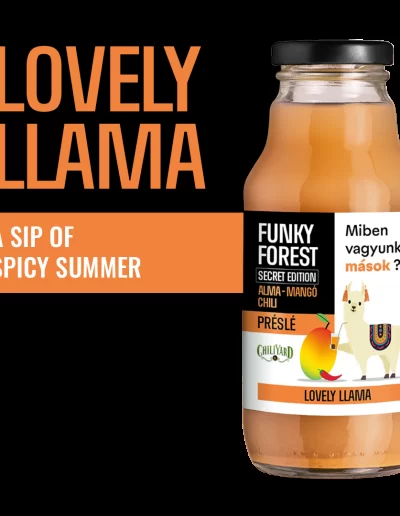 LOVELY
LLAMA
A SIP OF
SPICY SUMMER
FUNKY
FOREST
SECRET EDITION
ALMA-MANGÓ
CHILI
PRÉSLÉ
CHILIYARD
Miben
vagyunk
mások?
LOVELY LLAMA